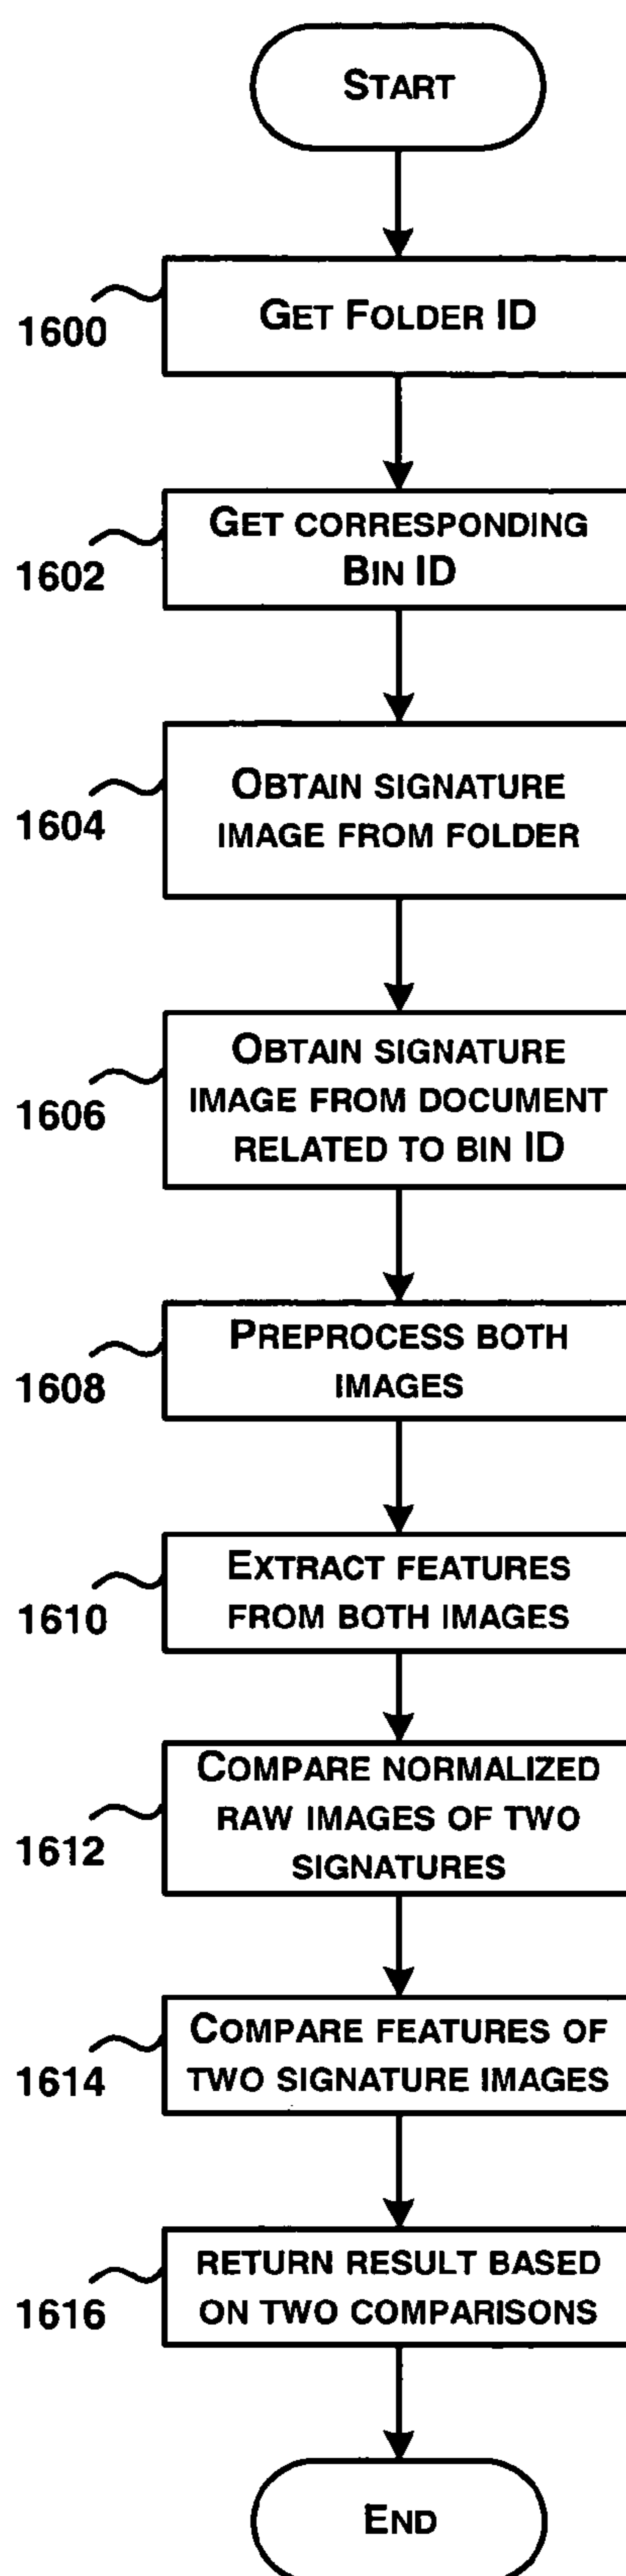 START
1600
GET FOLDER ID
1602
GET CORRESPONDING
BIN ID
1604
OBTAIN SIGNATURE
IMAGE FROM FOLDER
1606
OBTAIN SIGNATURE
IMAGE FROM DOCUMENT
RELATED TO BIN ID
1608
PREPROCESS BOTH
IMAGES
1610
EXTRACT FEATURES
FROM BOTH IMAGES
1612
COMPARE NORMALIZED
RAW IMAGES OF TWO
SIGNATURES
1614
COMPARE FEATURES OF
TWO SIGNATURE IMAGES
1616
RETURN RESULT BASED
ON TWO COMPARISONS
END